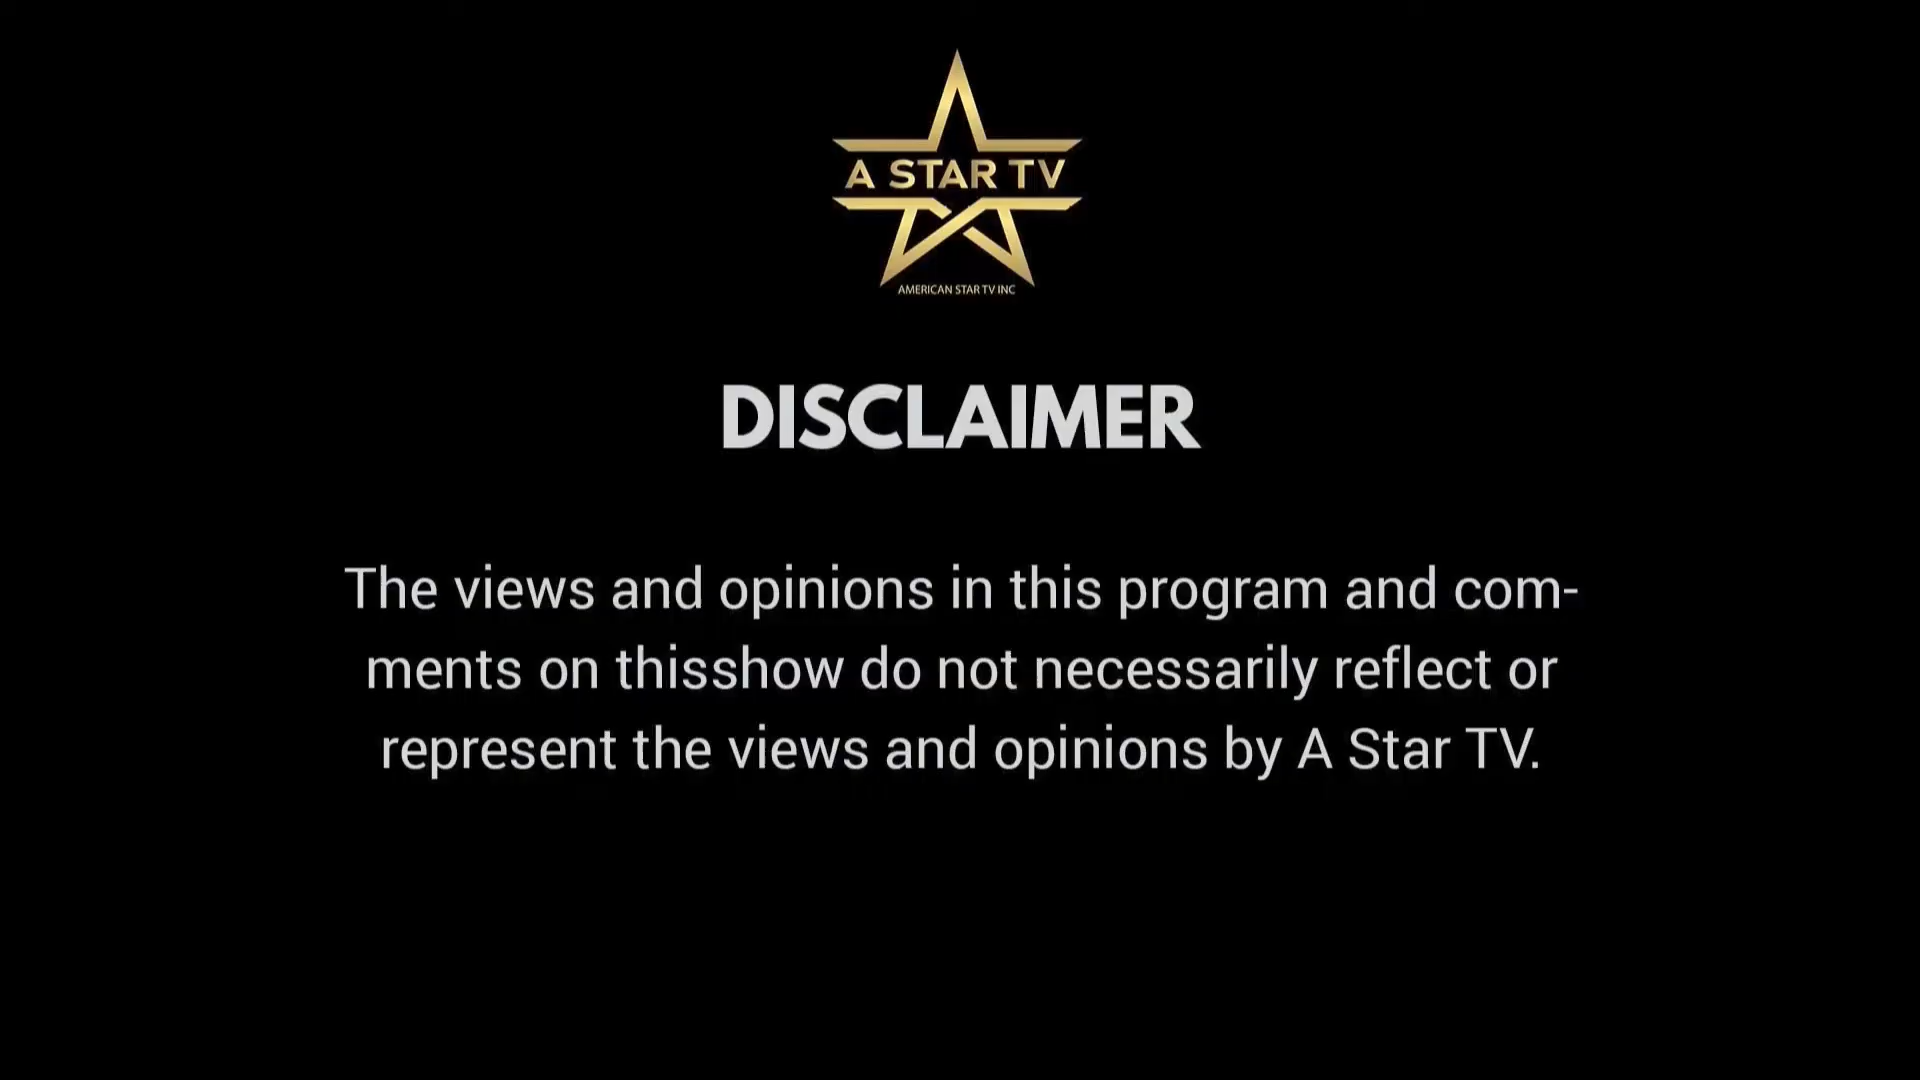 A STAR TV
AMERICAN STAR TV INC
DISCLAIMER
The views and opinions in this program and com-
ments on thisshow do not necessarily reflect or
represent the views and opinions by A Star TV.